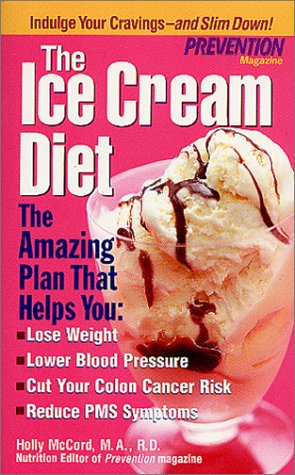 Indulge Your Cravings—and Slim Down!
PREVENTION
Magazine
The
Ice Cream
Diet
The
Amazing
Plan That
Helps You:
▪Lose Weight
▪Lower Blood Pressure
▪Cut Your Colon Cancer Risk
▪Reduce PMS Symptoms
Holly McCord, M.A., R.D.
Nutrition Editor of Prevention magazine